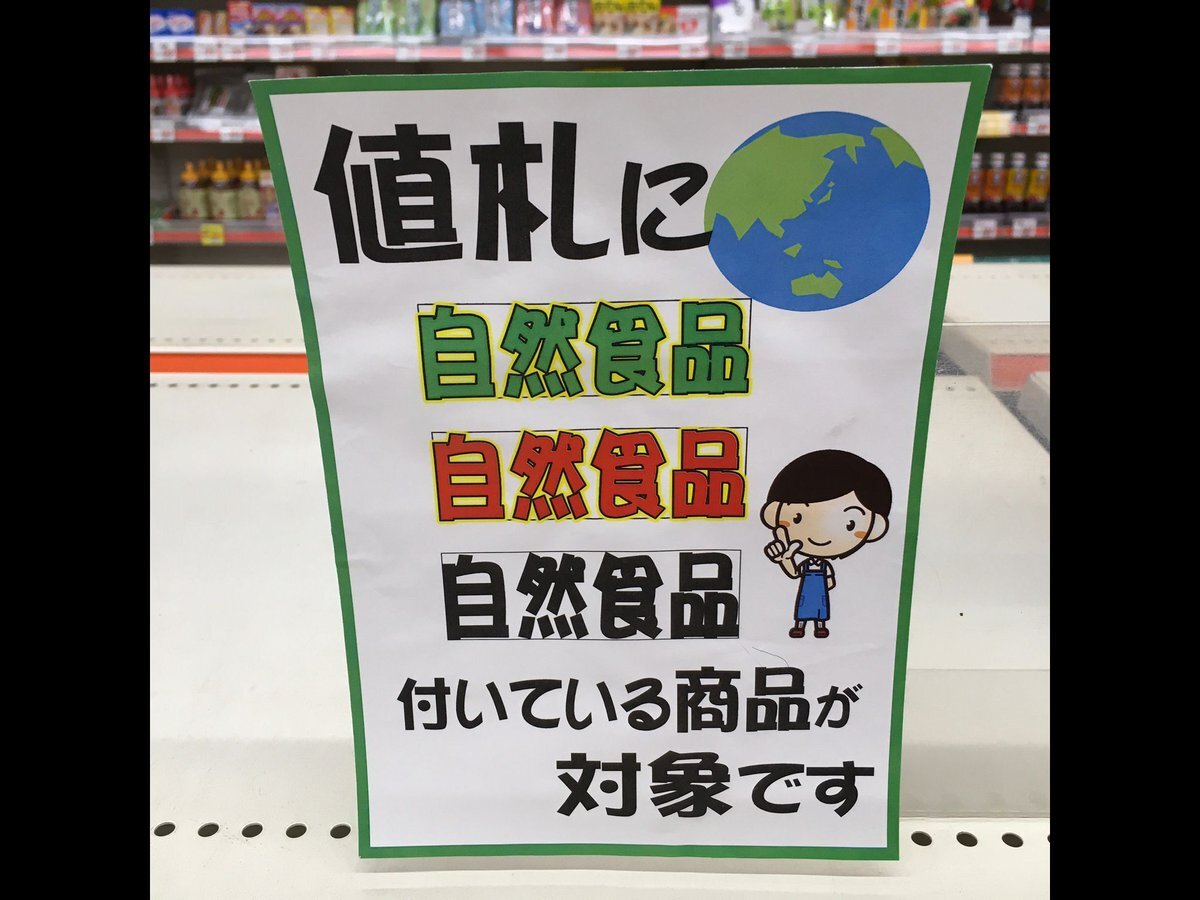 値札に
自然食品
自然食品
自然食品
付いている商品が
対象です